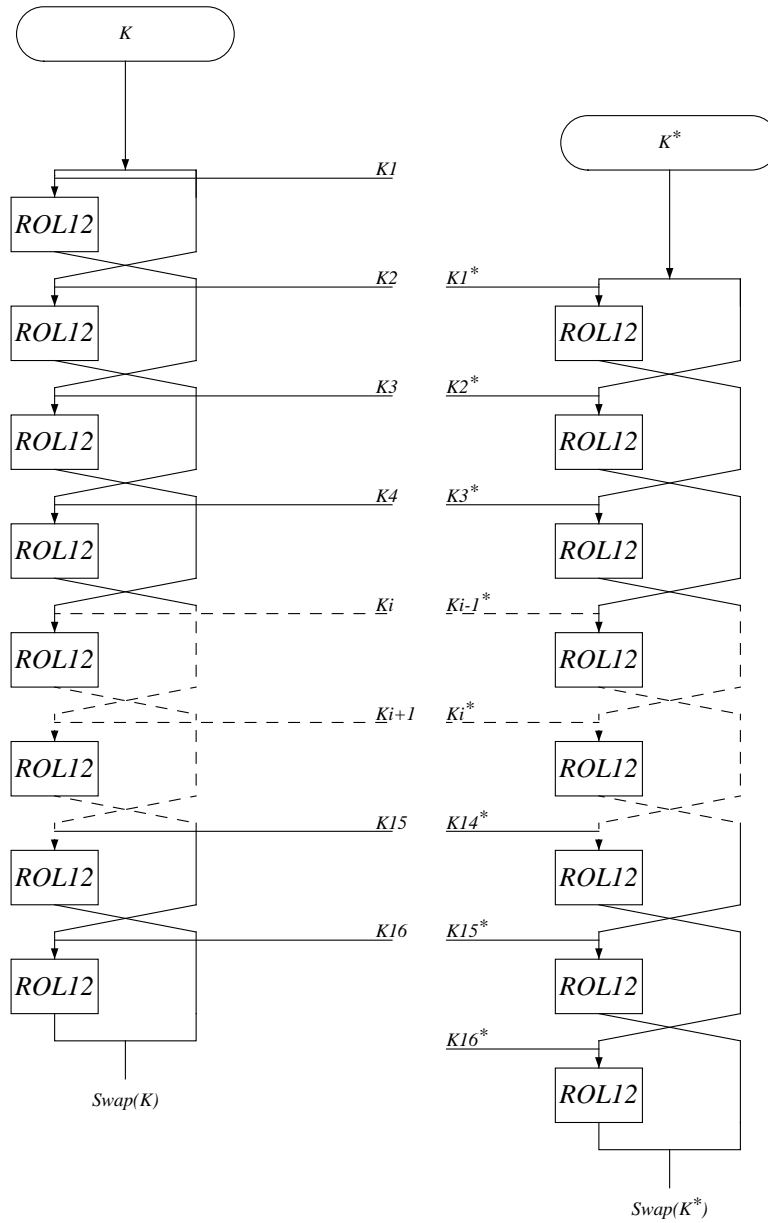 K
K*
K1
ROL12
K2 K1*
ROL12 ROL12
K3 K2*
ROL12 ROL12
K4 K3*
ROL12 ROL12
Ki Ki-1*
ROL12 ROL12
Ki+1 Ki*
ROL12 ROL12
K15 K14*
ROL12 ROL12
K16 K15*
ROL12 ROL12
K16*
ROL12
Swap(K)
Swap(K*)